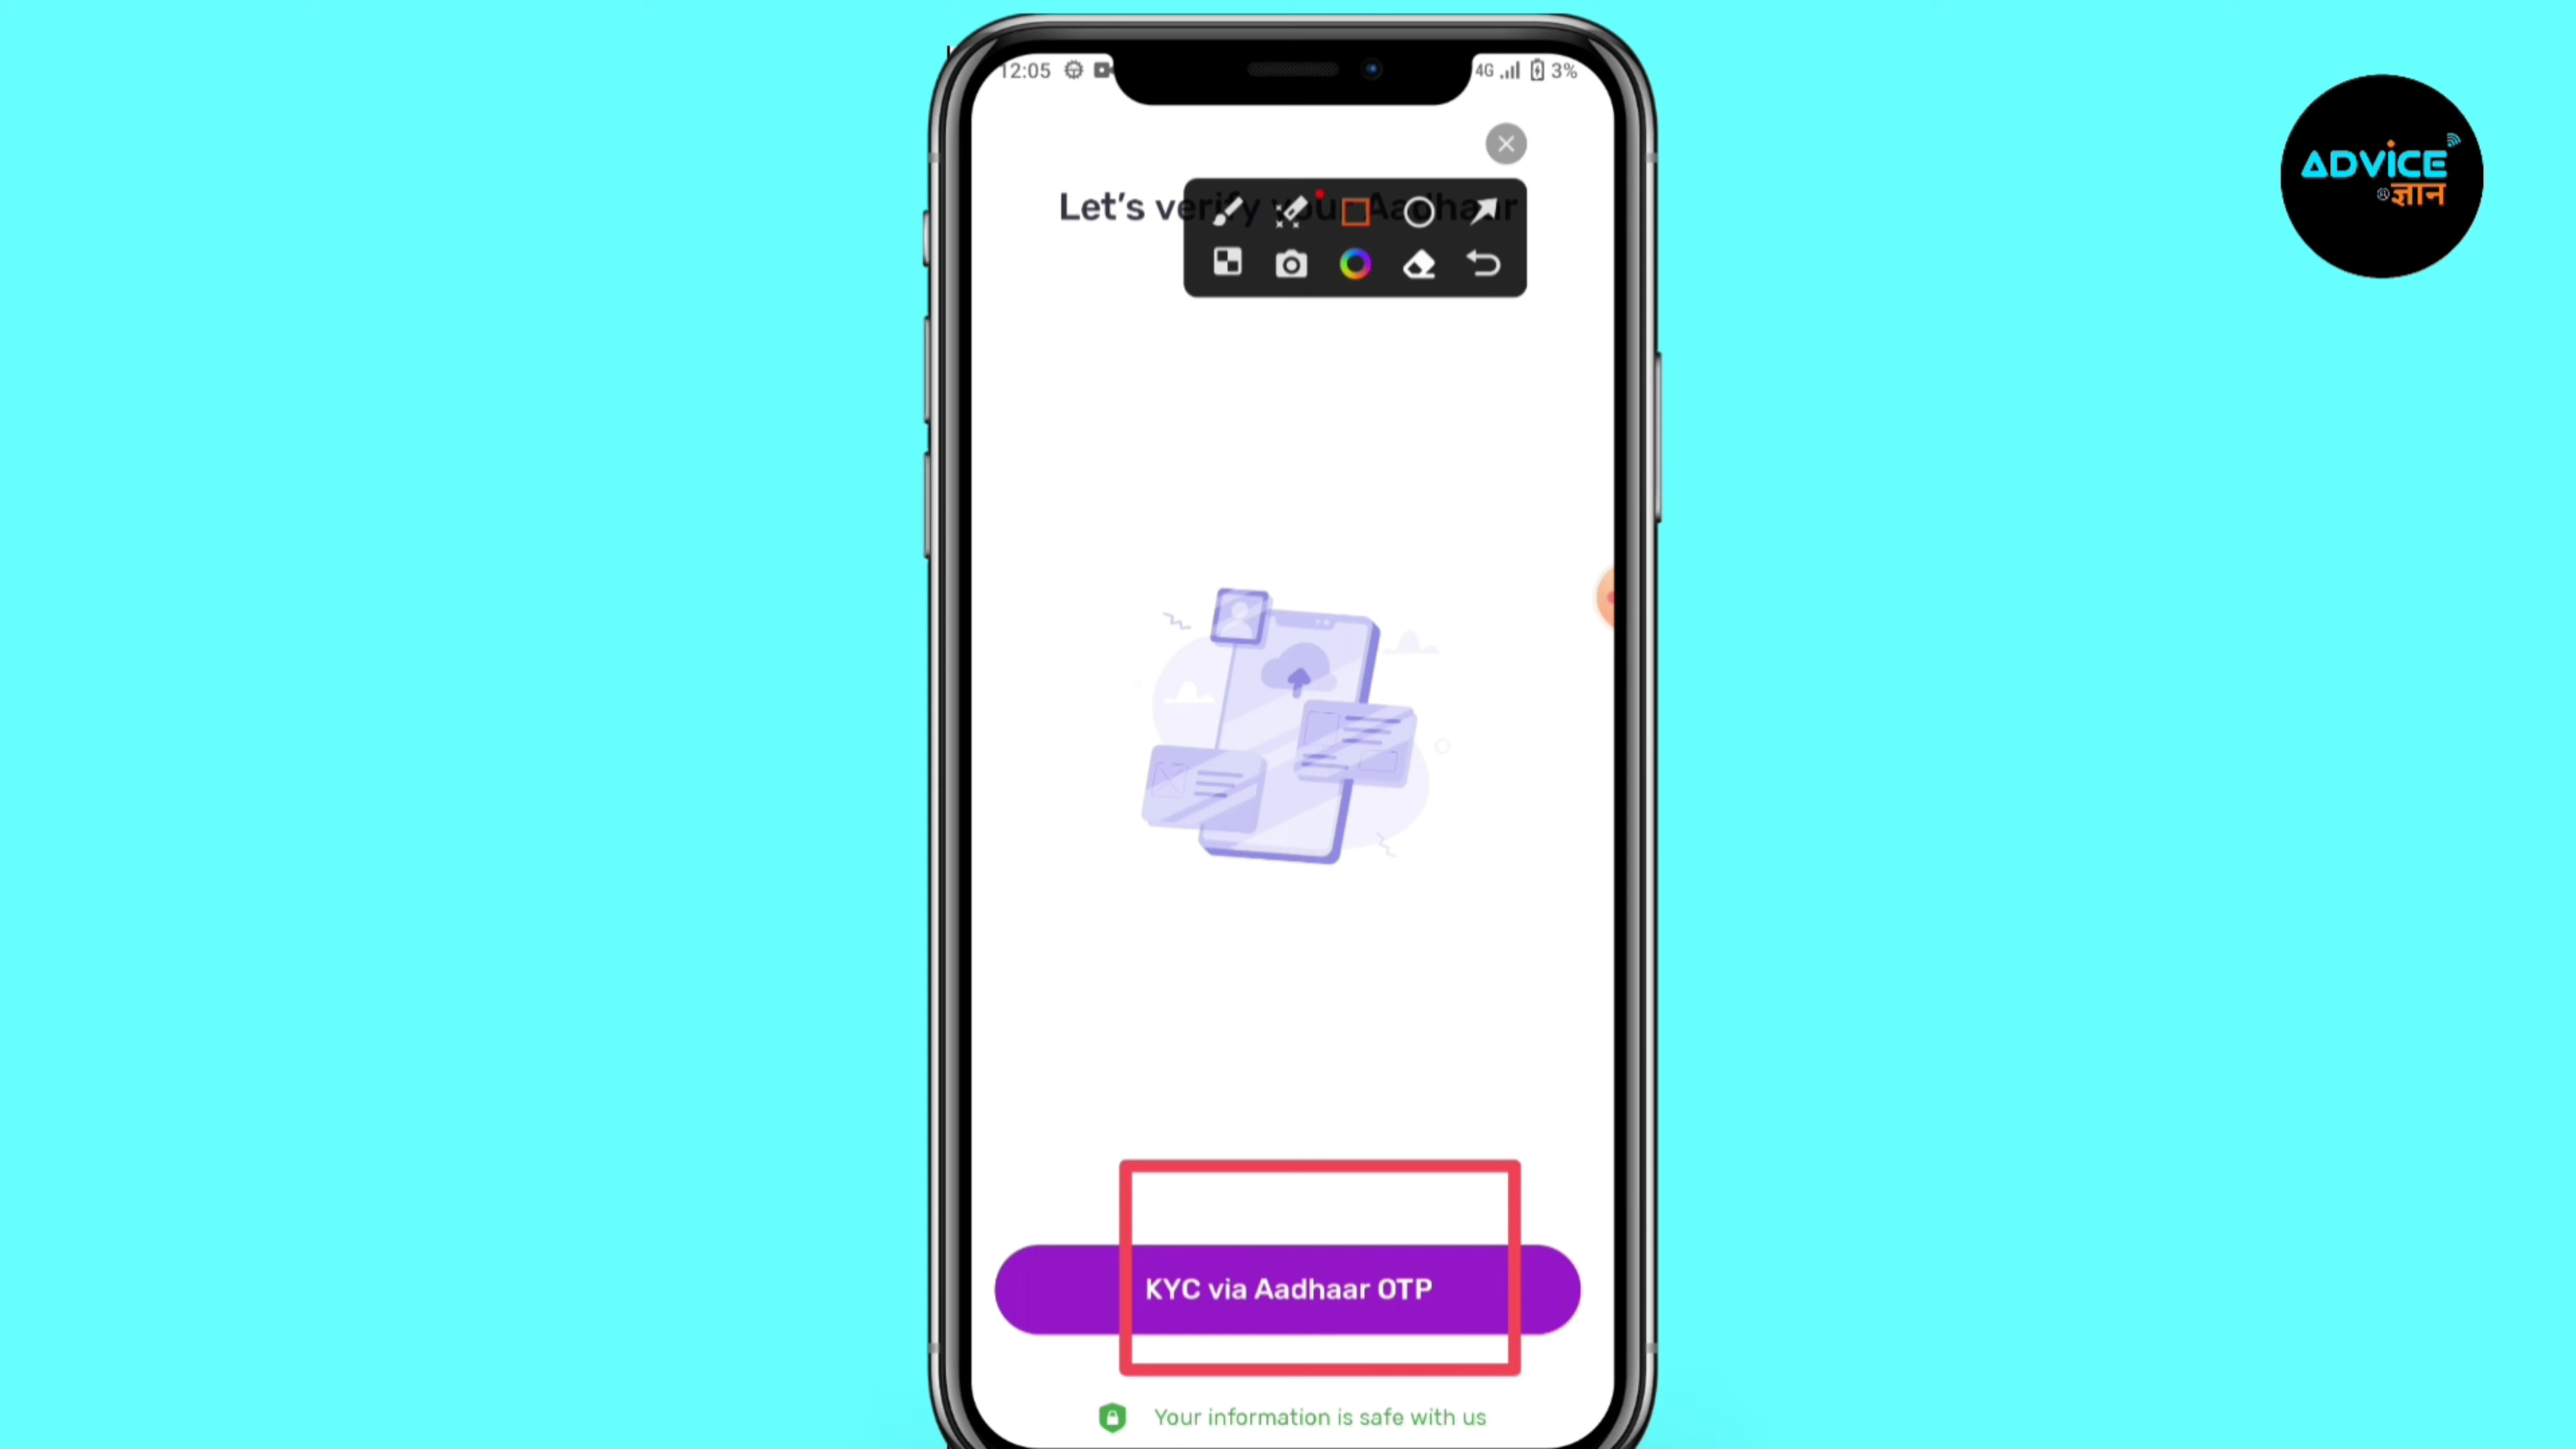 12:05
4G
3%
ADVICE
ज्ञान
Let's verify your Aadhaar
KYC via Aadhaar OTP
Your information is safe with us